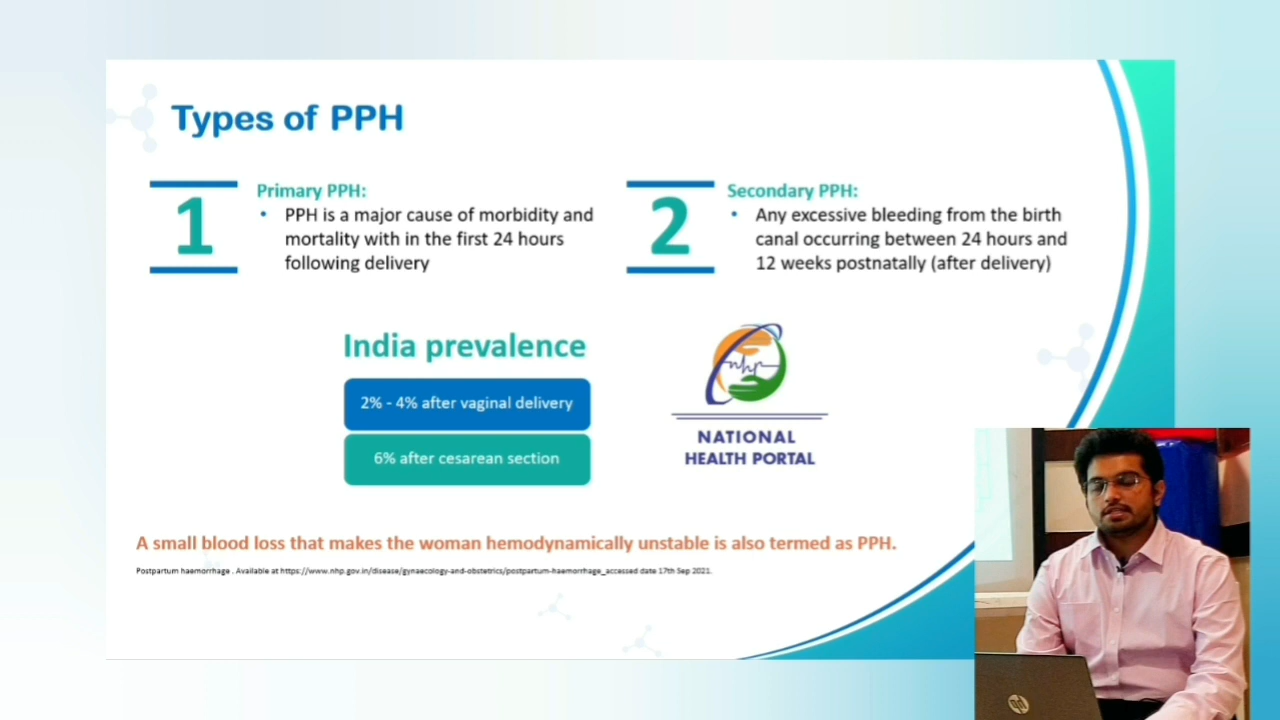 Types of PPH
1
Primary PPH:
• PPH is a major cause of morbidity and
mortality with in the first 24 hours
following delivery
2
Secondary PPH:
• Any excessive bleeding from the birth
canal occurring between 24 hours and
12 weeks postnatally (after delivery)
India prevalence
2% - 4% after vaginal delivery
6% after cesarean section
nhp
NATIONAL
HEALTH PORTAL
A small blood loss that makes the woman hemodynamically unstable is also termed as PPH.
Postpartum haemorrhage . Available at https://www.nhp.gov.in/disease/gynaecology-and-obstetrics/postpartum-haemorrhage_accessed date 17th Sep 2021.
hp